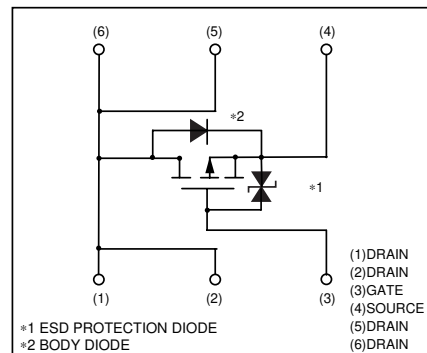 (6) (5) (4)
∗2
∗1
(1) (2) (3)
(1)DRAIN
(2)DRAIN
(3)GATE
(4)SOURCE
(5)DRAIN
(6)DRAIN
∗1 ESD PROTECTION DIODE
∗2 BODY DIODE